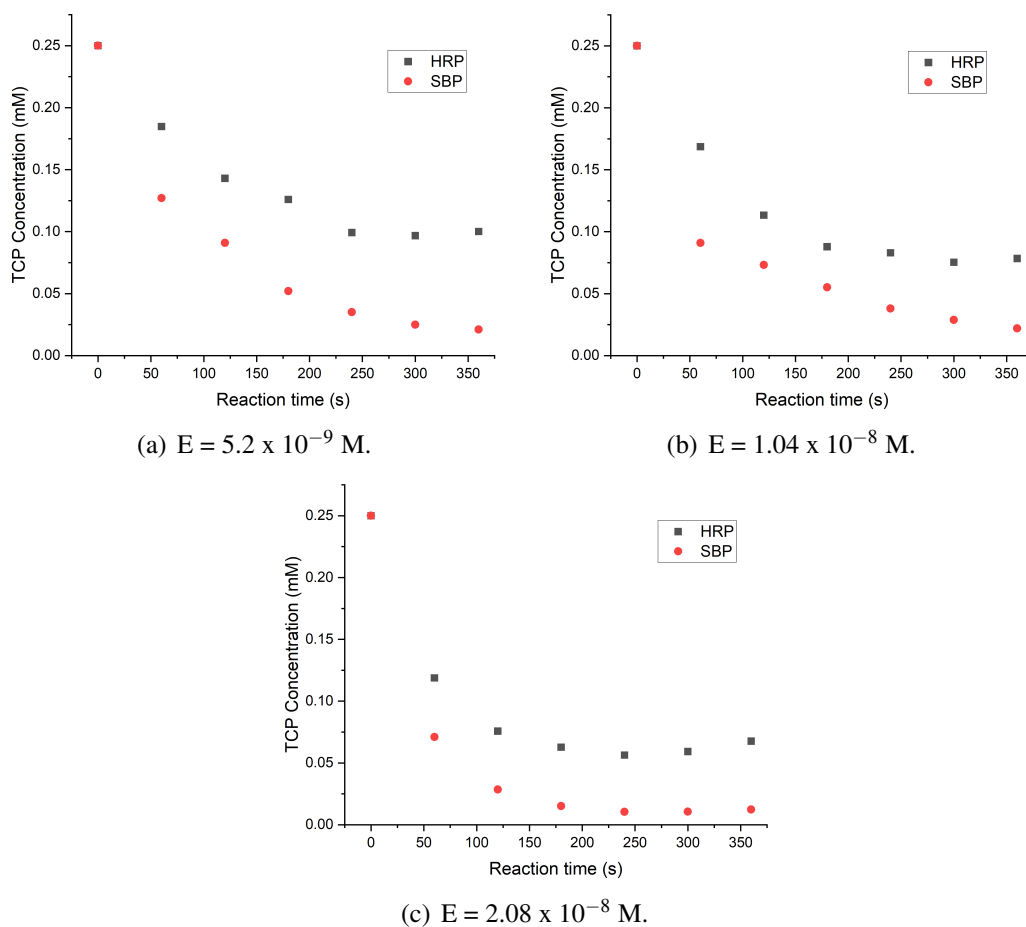 0.25
0.20
0.15
0.10
0.05
0.00
TCP Concentration (mM)
HRP
SBP
0 50 100 150 200 250 300 350
Reaction time (s)
(a) E = 5.2 x 10⁻⁹ M.
0.25
0.20
0.15
0.10
0.05
0.00
TCP Concentration (mM)
HRP
SBP
0 50 100 150 200 250 300 350
Reaction time (s)
(b) E = 1.04 x 10⁻⁸ M.
0.25
0.20
0.15
0.10
0.05
0.00
TCP Concentration (mM)
HRP
SBP
0 50 100 150 200 250 300 350
Reaction time (s)
(c) E = 2.08 x 10⁻⁸ M.